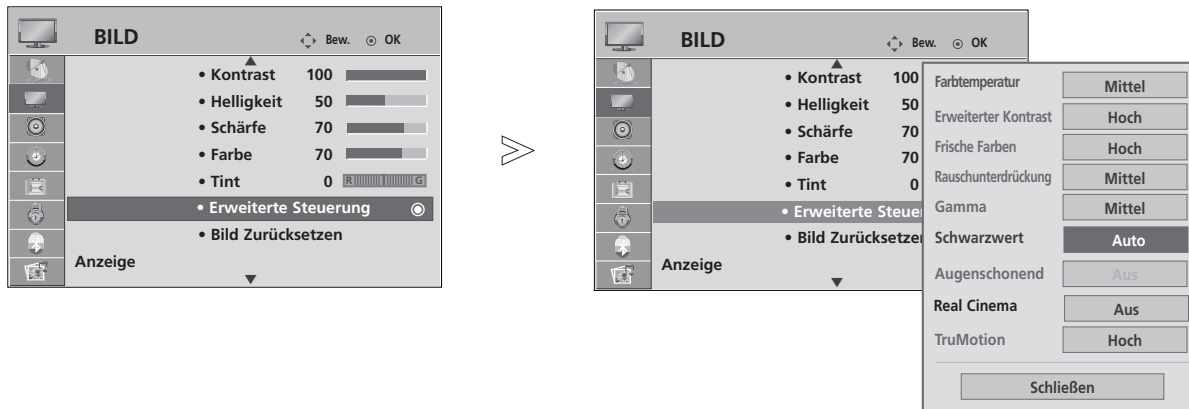 BILD
Bew. OK
• Kontrast 100
• Helligkeit 50
• Schärfe 70
• Farbe 70
• Tint 0 R G
• Erweiterte Steuerung
• Bild Zurücksetzen
Anzeige
BILD
Bew. OK
• Kontrast 100
• Helligkeit 50
• Schärfe 70
• Farbe 70
• Tint 0
• Erweiterte Steuer
• Bild Zurücksetze
Anzeige
Farbtemperatur Mittel
Erweiterter Kontrast Hoch
Frische Farben Hoch
Rauschunterdrückung Mittel
Gamma Mittel
Schwarzwert Auto
Augenschonend Aus
Real Cinema Aus
TruMotion Hoch
Schließen